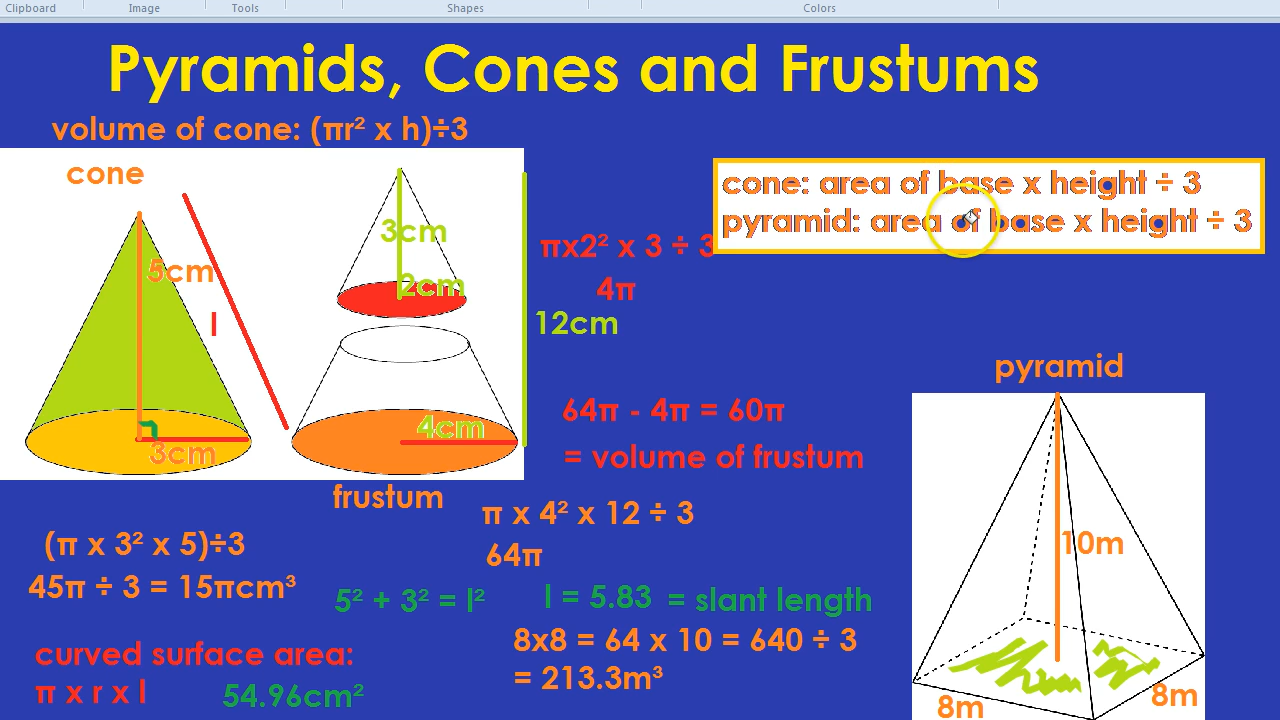 Clipboard Image Tools Shapes Colors
Pyramids, Cones and Frustums
volume of cone: (πr² x h)÷3
cone
5cm
l
3cm
3cm
2cm
4cm
12cm
frustum
πx2² x 3 ÷ 3
4π
cone: area of base x height ÷ 3
pyramid: area of base x height ÷ 3
64π - 4π = 60π
= volume of frustum
π x 4² x 12 ÷ 3
64π
(π x 3² x 5)÷3
45π ÷ 3 = 15πcm³
5² + 3² = l²
l = 5.83 = slant length
curved surface area:
π x r x l
54.96cm²
8x8 = 64 x 10 = 640 ÷ 3
= 213.3m³
pyramid
10m
8m
8m